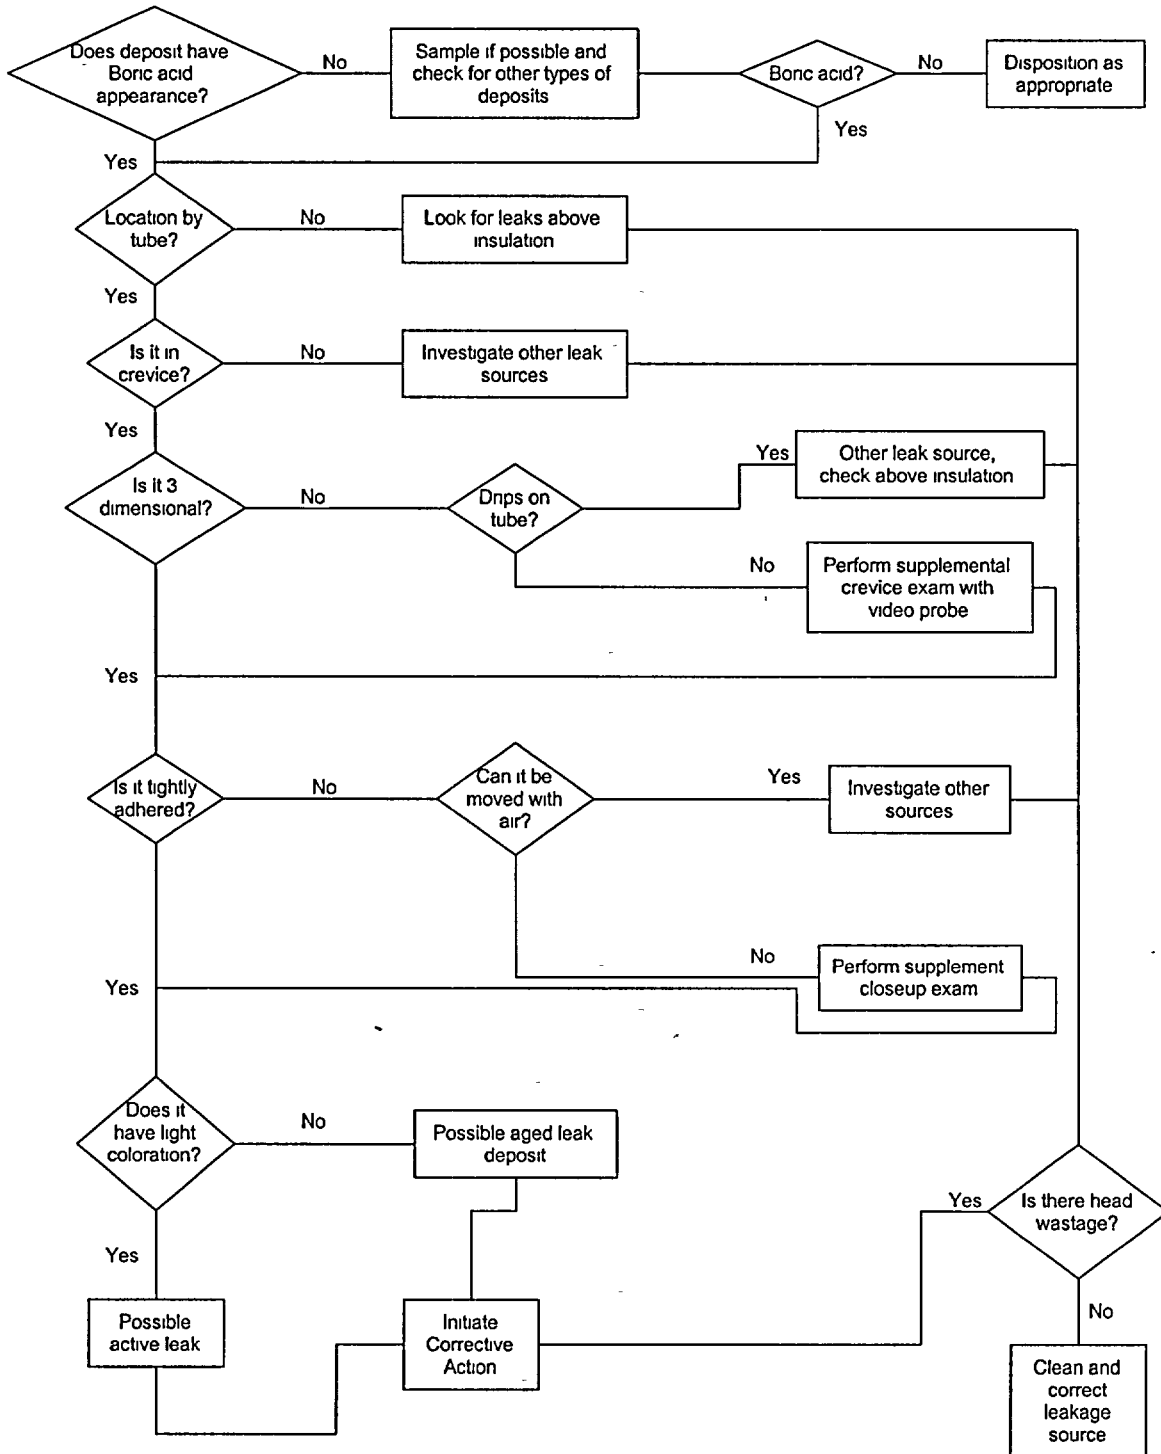 Does deposit have
Boric acid
appearance?
No
Sample if possible and
check for other types of
deposits
Boric acid?
No
Disposition as
appropriate
Yes
Yes
Location by
tube?
No
Look for leaks above
insulation
Yes
Is it in
crevice?
No
Investigate other leak
sources
Yes
Is it 3
dimensional?
No
Drips on
tube?
Yes
Other leak source,
check above insulation
No
Perform supplemental
crevice exam with
video probe
Yes
Is it tightly
adhered?
No
Can it be
moved with
air?
Yes
Investigate other
sources
No
Perform supplement
closeup exam
Yes
Does it
have light
coloration?
No
Possible aged leak
deposit
Yes
Is there head
wastage?
Yes
Possible
active leak
Initiate
Corrective
Action
No
Clean and
correct
leakage
source